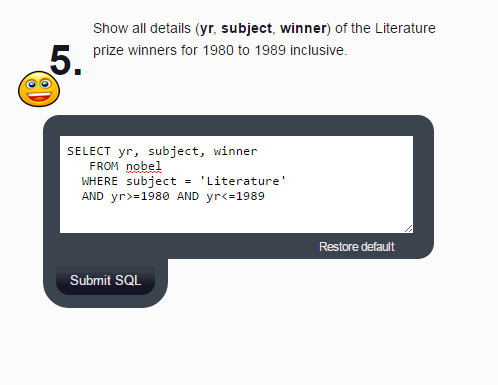 Show all details (yr, subject, winner) of the Literature
5. prize winners for 1980 to 1989 inclusive.
SELECT yr, subject, winner
FROM nobel
WHERE subject = 'Literature'
AND yr>=1980 AND yr<=1989
Restore default
Submit SQL